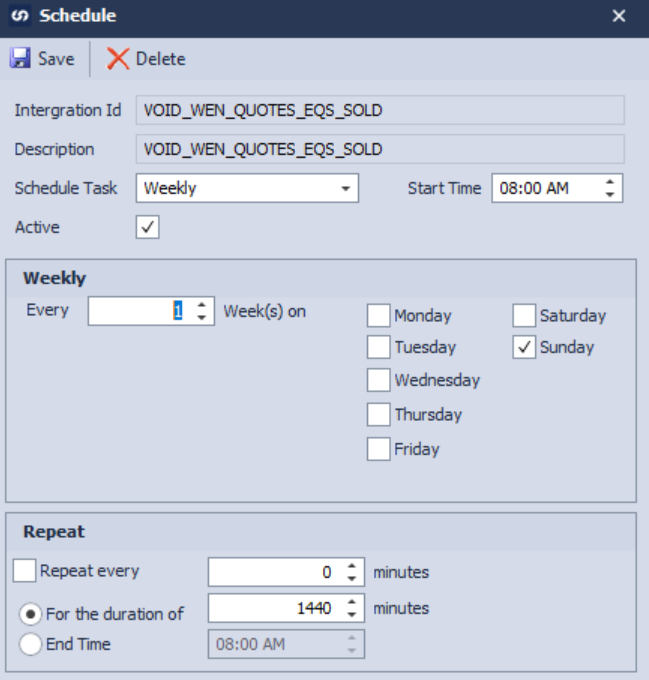 Schedule
Save Delete
Intergration Id VOID_WEN_QUOTES_EQS_SOLD
Description VOID_WEN_QUOTES_EQS_SOLD
Schedule Task Weekly Start Time 08:00 AM
Active
Weekly
Every 1 Week(s) on
Monday Saturday
Tuesday Sunday
Wednesday
Thursday
Friday
Repeat
Repeat every 0 minutes
For the duration of 1440 minutes
End Time 08:00 AM